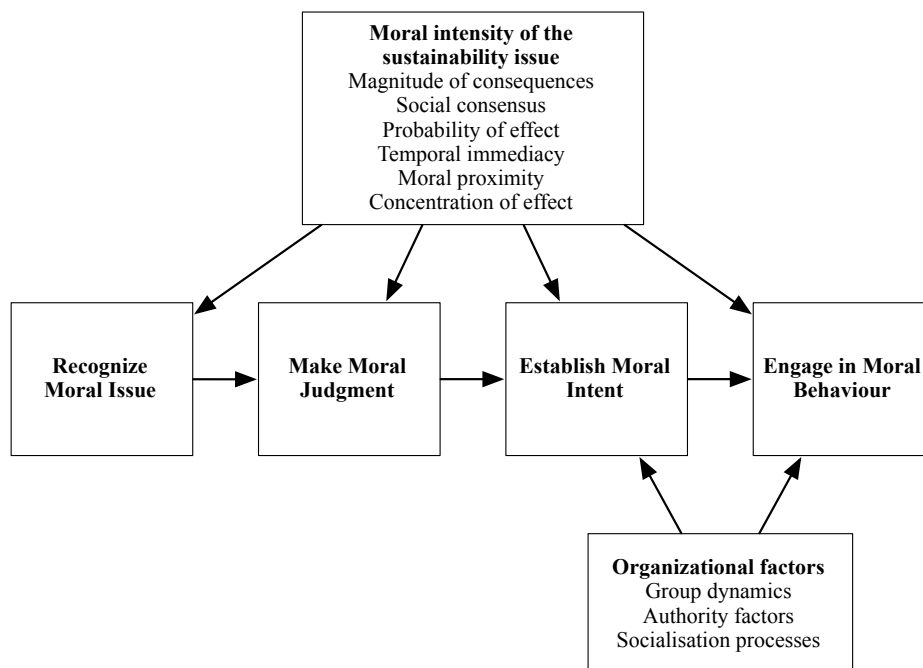 Moral intensity of the
sustainability issue
Magnitude of consequences
Social consensus
Probability of effect
Temporal immediacy
Moral proximity
Concentration of effect
Recognize
Moral Issue
Make Moral
Judgment
Establish Moral
Intent
Engage in Moral
Behaviour
Organizational factors
Group dynamics
Authority factors
Socialisation processes